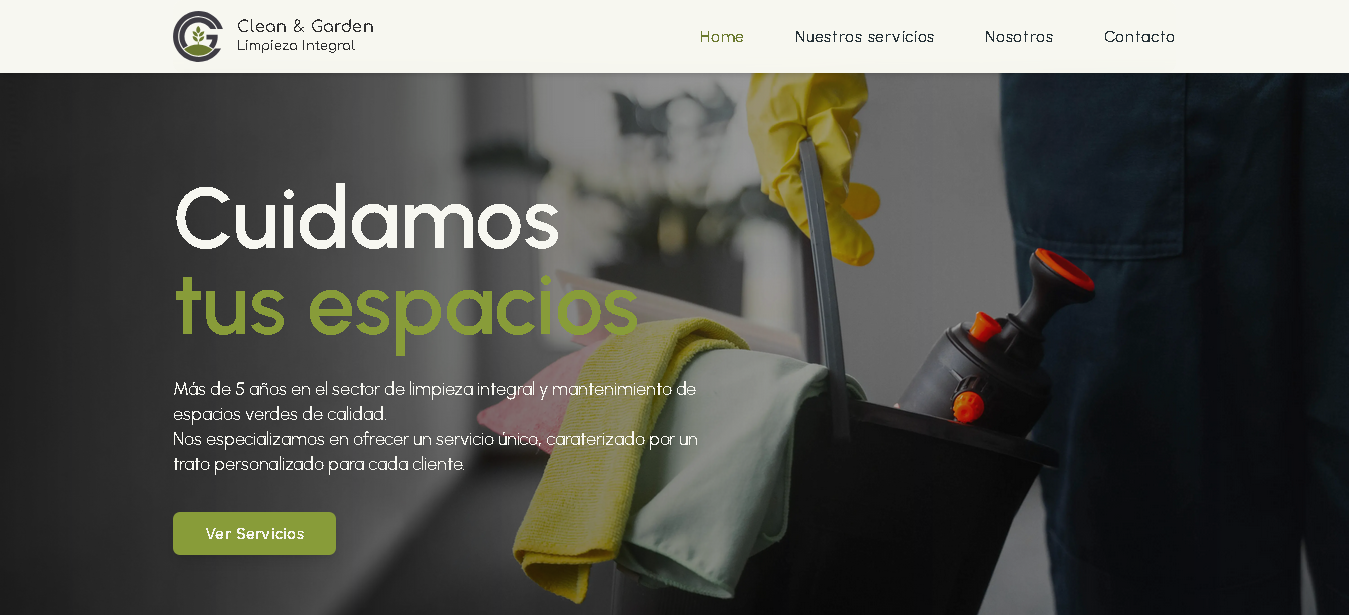 Clean & Garden
Limpieza Integral
Home
Nuestros servicios
Nosotros
Contacto
Cuidamos
tus espacios
Más de 5 años en el sector de limpieza integral y mantenimiento de
espacios verdes de calidad.
Nos especializamos en ofrecer un servicio único, caraterizado por un
trato personalizado para cada cliente.
Ver Servicios